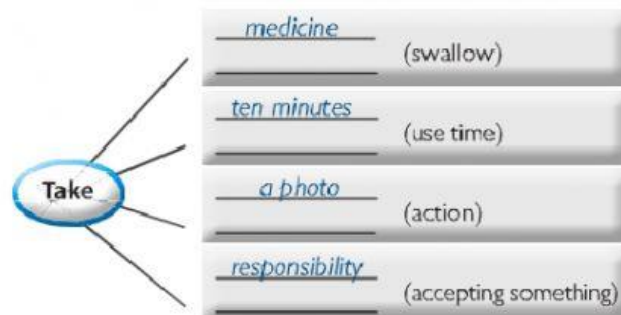 Take
medicine
(swallow)
ten minutes
(use time)
a photo
(action)
responsibility
(accepting something)